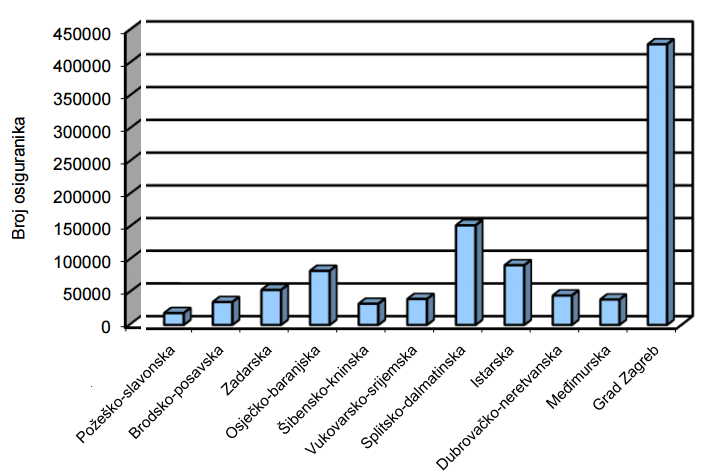 450000
400000
350000
300000
250000
200000
150000
100000
50000
0
Broj osiguranika
Požeško-slavonska
Brodsko-posavska
Zadarska
Osječko-baranjska
Šibensko-kninska
Vukovarsko-srijemska
Splitsko-dalmatinska
Istarska
Dubrovačko-neretvanska
Međimurska
Grad Zagreb